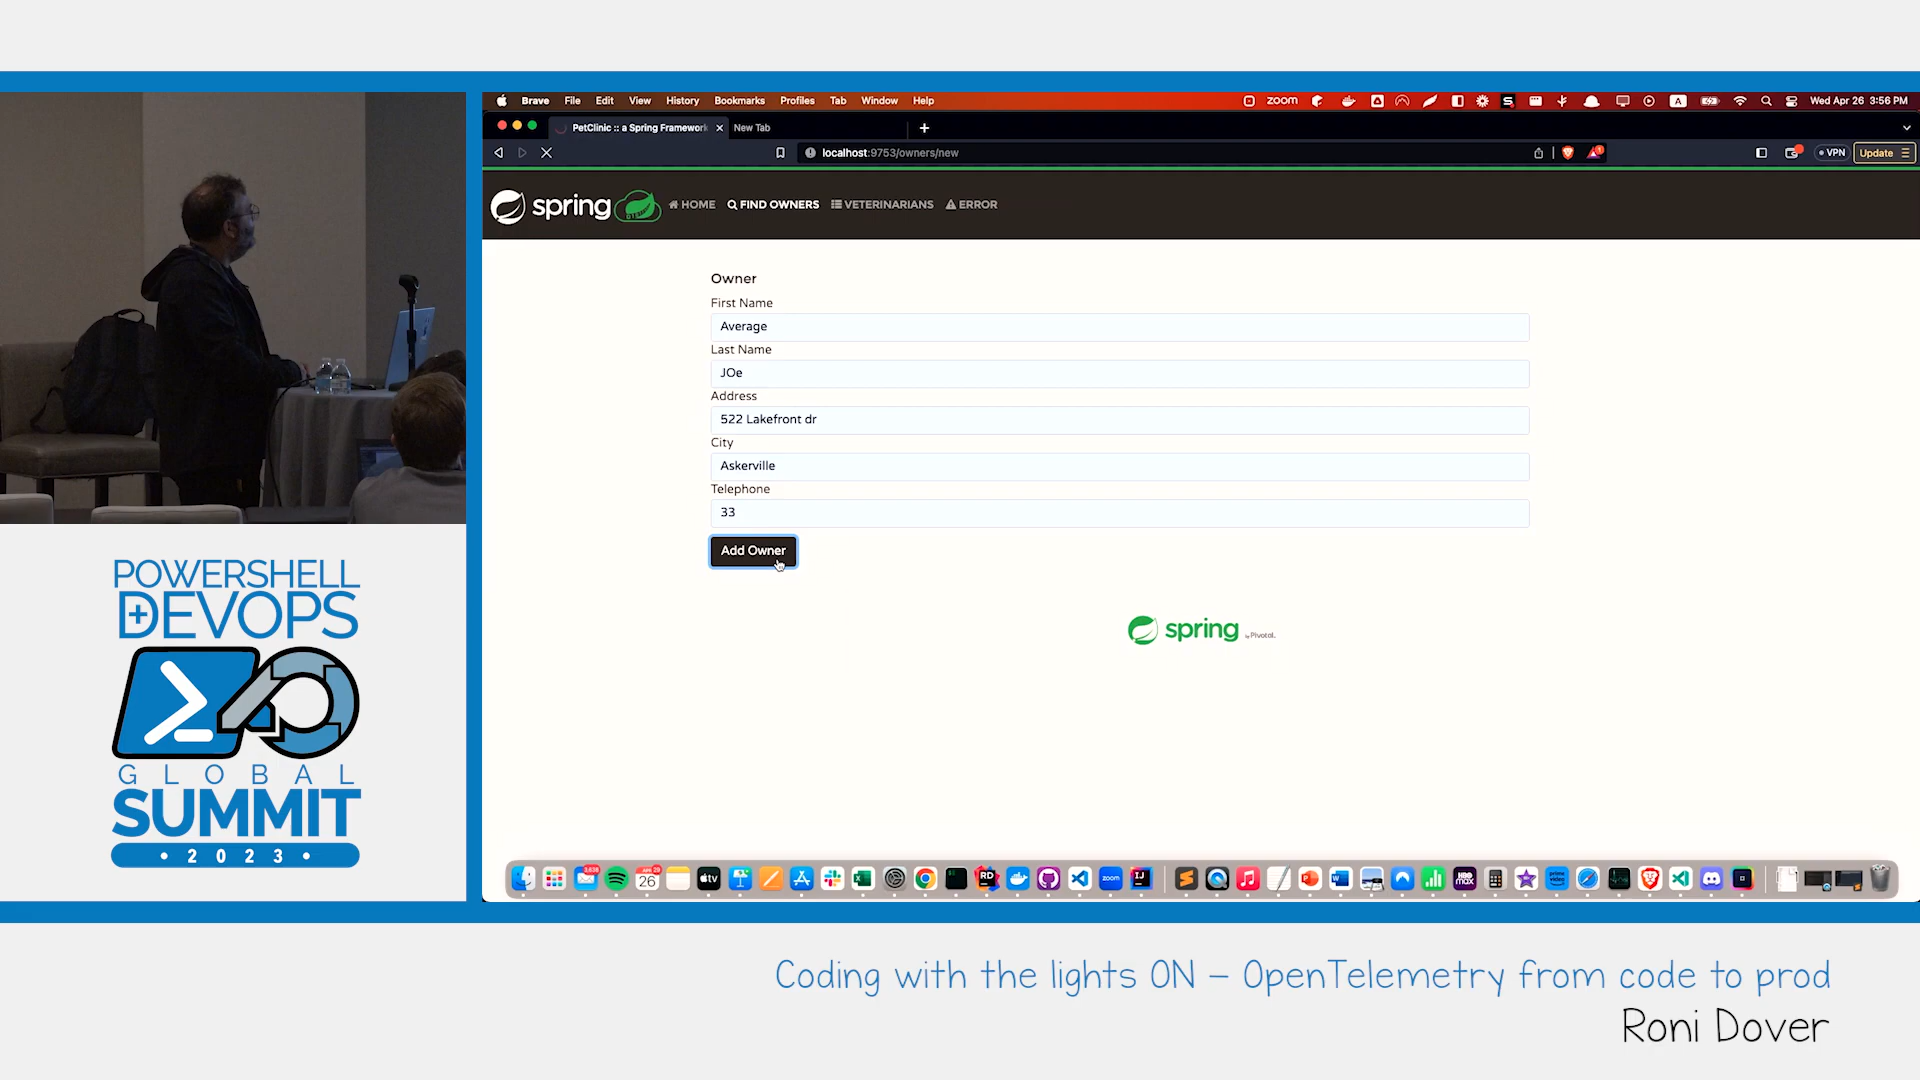 Brave File Edit View History Bookmarks Profiles Tab Window Help
zoom
Wed Apr 26 3:56 PM
PetClinic :: a Spring Framework
New Tab
localhost:9753/owners/new
VPN
Update
spring
HOME
FIND OWNERS
VETERINARIANS
ERROR
Owner
First Name
Average
Last Name
JOe
Address
522 Lakefront dr
City
Askerville
Telephone
33
Add Owner
spring by Pivotal.
POWERSHELL
+DEVOPS
GLOBAL
SUMMIT
• 2023 •
Coding with the lights ON – OpenTelemetry from code to prod
Roni Dover